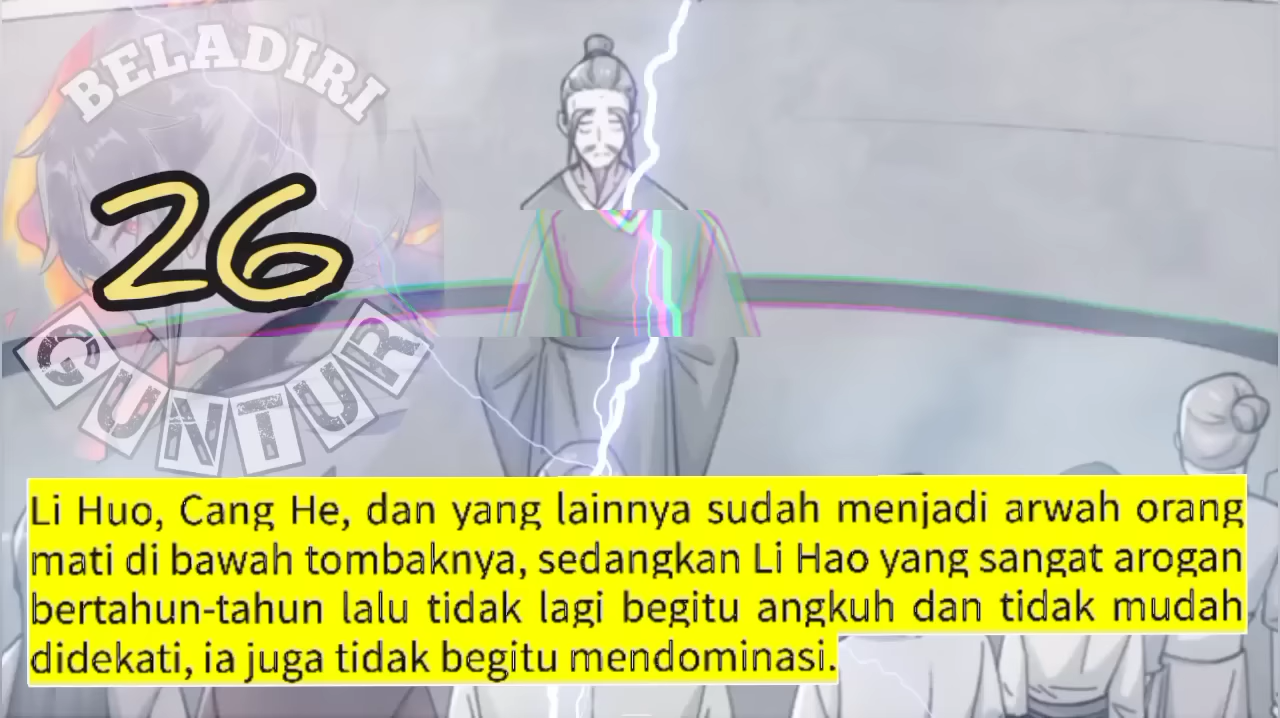 BELADIRI
26
GUNTUR
Li Huo, Cang He, dan yang lainnya sudah menjadi arwah orang
mati di bawah tombaknya, sedangkan Li Hao yang sangat arogan
bertahun-tahun lalu tidak lagi begitu angkuh dan tidak mudah
didekati, ia juga tidak begitu mendominasi.